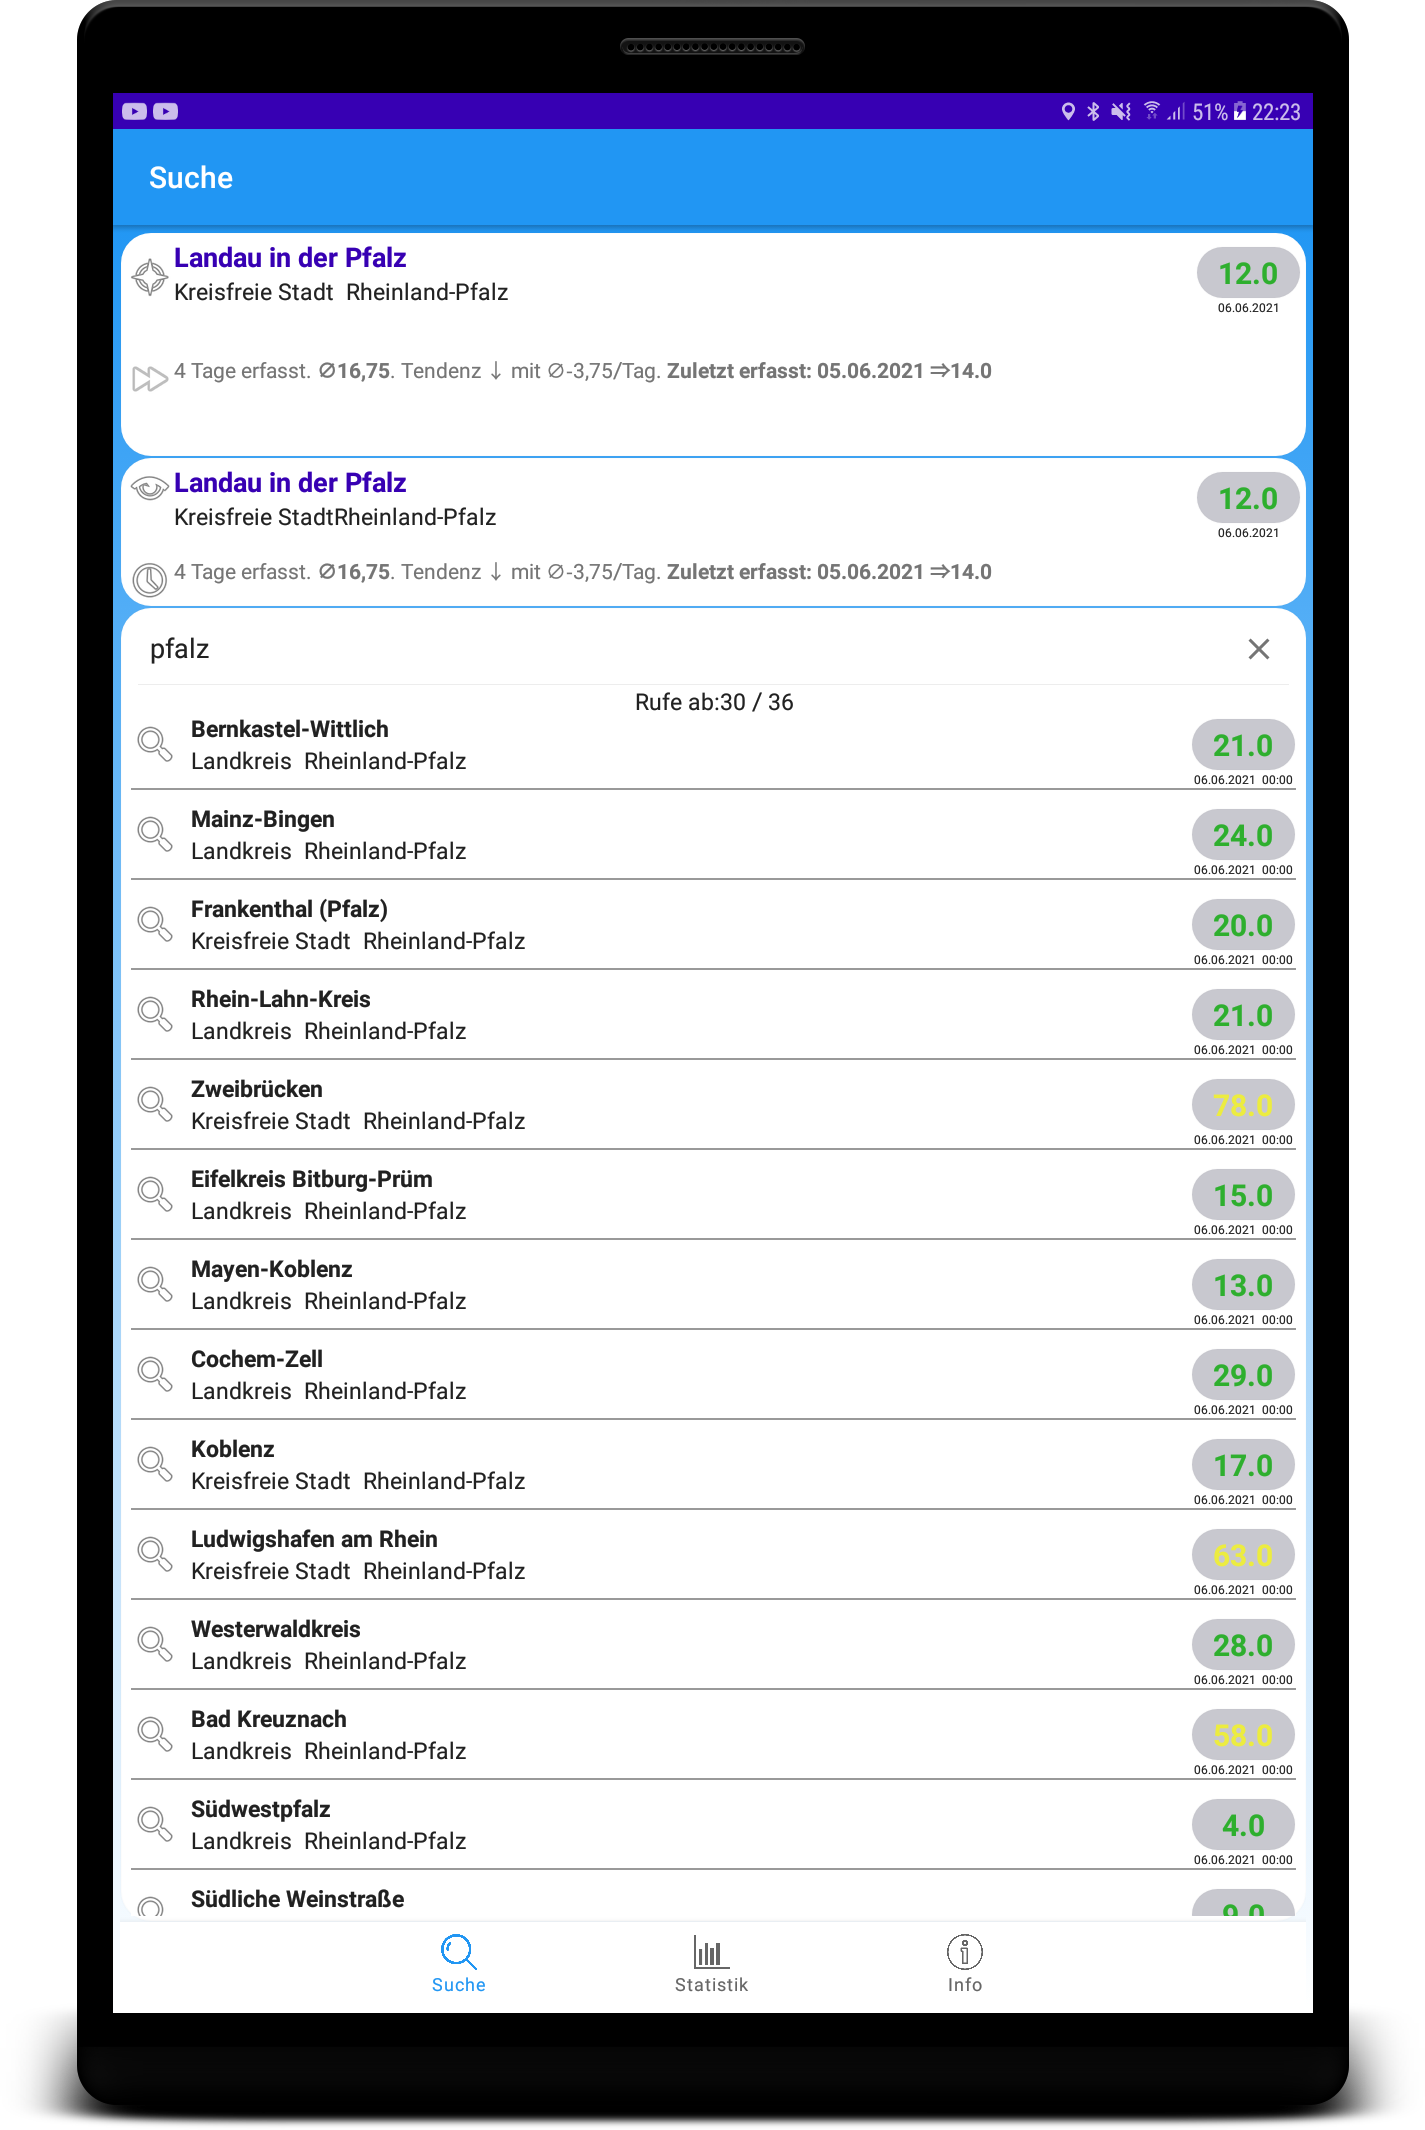 51% 22:23
Suche
Landau in der Pfalz
12.0
Kreisfreie Stadt Rheinland-Pfalz
06.06.2021
4 Tage erfasst. ∅16,75. Tendenz ↓ mit ∅-3,75/Tag. Zuletzt erfasst: 05.06.2021 ⇒14.0
Landau in der Pfalz
12.0
Kreisfreie StadtRheinland-Pfalz
06.06.2021
4 Tage erfasst. ∅16,75. Tendenz ↓ mit ∅-3,75/Tag. Zuletzt erfasst: 05.06.2021 ⇒14.0
pfalz
Rufe ab:30 / 36
Bernkastel-Wittlich
21.0
Landkreis Rheinland-Pfalz
06.06.2021 00:00
Mainz-Bingen
24.0
Landkreis Rheinland-Pfalz
06.06.2021 00:00
Frankenthal (Pfalz)
20.0
Kreisfreie Stadt Rheinland-Pfalz
06.06.2021 00:00
Rhein-Lahn-Kreis
21.0
Landkreis Rheinland-Pfalz
06.06.2021 00:00
Zweibrücken
78.0
Kreisfreie Stadt Rheinland-Pfalz
06.06.2021 00:00
Eifelkreis Bitburg-Prüm
15.0
Landkreis Rheinland-Pfalz
06.06.2021 00:00
Mayen-Koblenz
13.0
Landkreis Rheinland-Pfalz
06.06.2021 00:00
Cochem-Zell
29.0
Landkreis Rheinland-Pfalz
06.06.2021 00:00
Koblenz
17.0
Kreisfreie Stadt Rheinland-Pfalz
06.06.2021 00:00
Ludwigshafen am Rhein
63.0
Kreisfreie Stadt Rheinland-Pfalz
06.06.2021 00:00
Westerwaldkreis
28.0
Landkreis Rheinland-Pfalz
06.06.2021 00:00
Bad Kreuznach
58.0
Landkreis Rheinland-Pfalz
06.06.2021 00:00
Südwestpfalz
4.0
Landkreis Rheinland-Pfalz
06.06.2021 00:00
Südliche Weinstraße
Suche
Statistik
Info